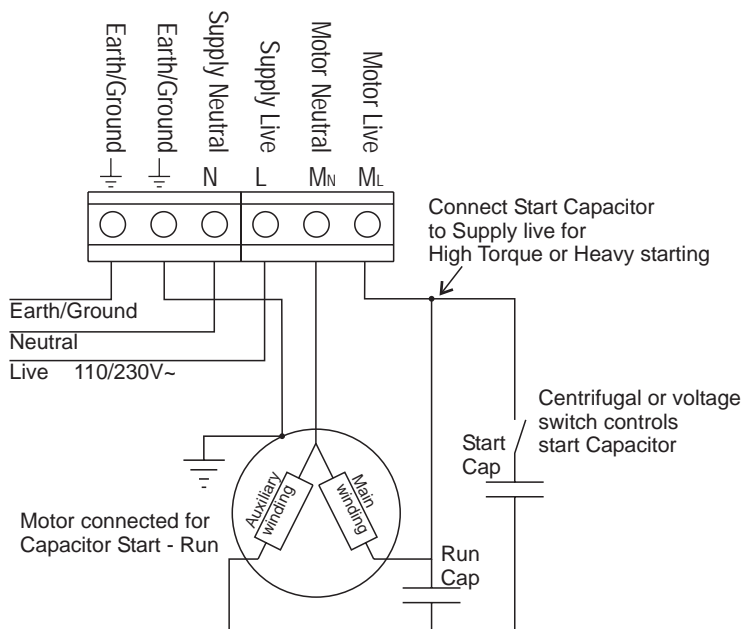 Earth/Ground
Earth/Ground
Supply Neutral
Supply Live
Motor Neutral
Motor Live
N
L
MN
ML
Connect Start Capacitor
to Supply live for
High Torque or Heavy starting
Earth/Ground
Neutral
Live 110/230V~
Centrifugal or voltage
switch controls
start Capacitor
Start
Cap
Auxiliary
winding
Main
winding
Motor connected for
Capacitor Start - Run
Run
Cap